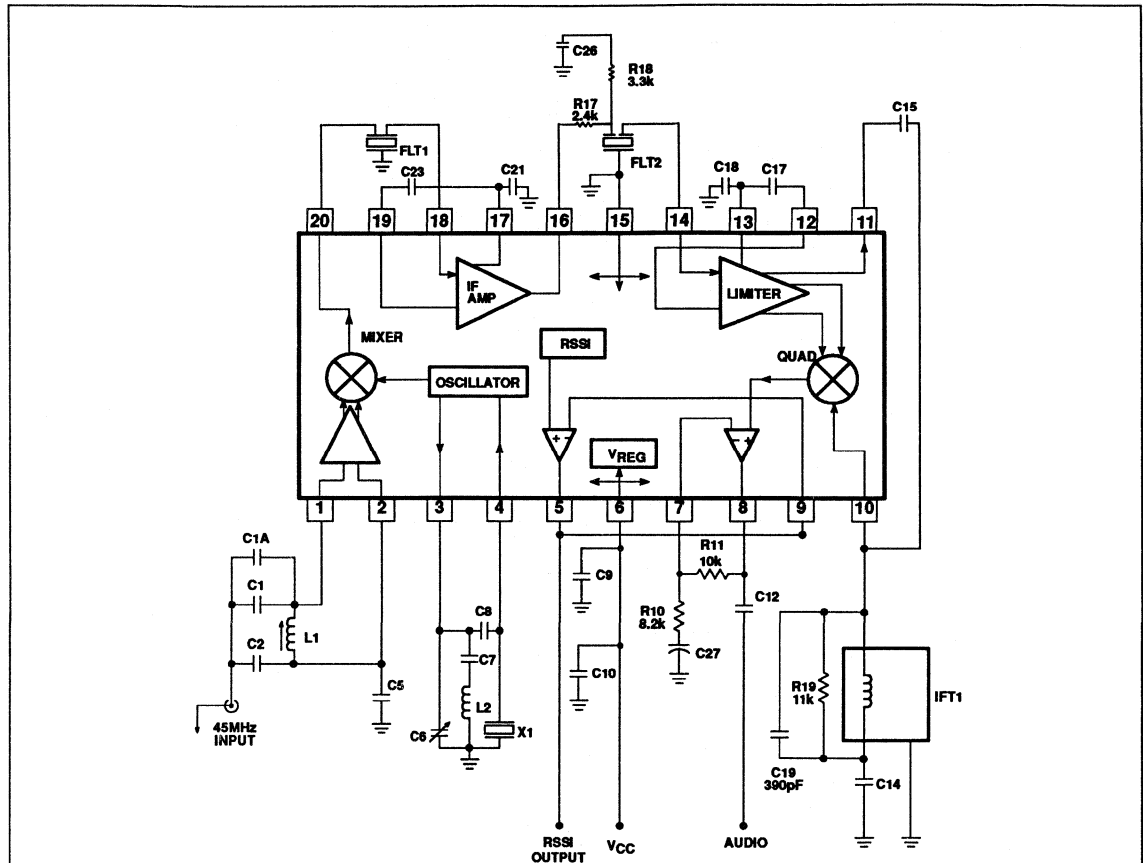 C26
R18
3.3k
R17
2.4k
C15
FLT1
FLT2
C23
C21
C18
C17
20
19
18
17
16
15
14
13
12
11
IF
AMP
LIMITER
MIXER
RSSI
QUAD
OSCILLATOR
+ -
VREG
- +
1
2
3
4
5
6
7
8
9
10
C1A
C1
C2
L1
C5
45MHz
INPUT
C8
C7
L2
C6
X1
C9
C10
R11
10k
R10
8.2k
C27
C12
R19
11k
IFT1
C19
390pF
C14
RSSI
OUTPUT
VCC
AUDIO